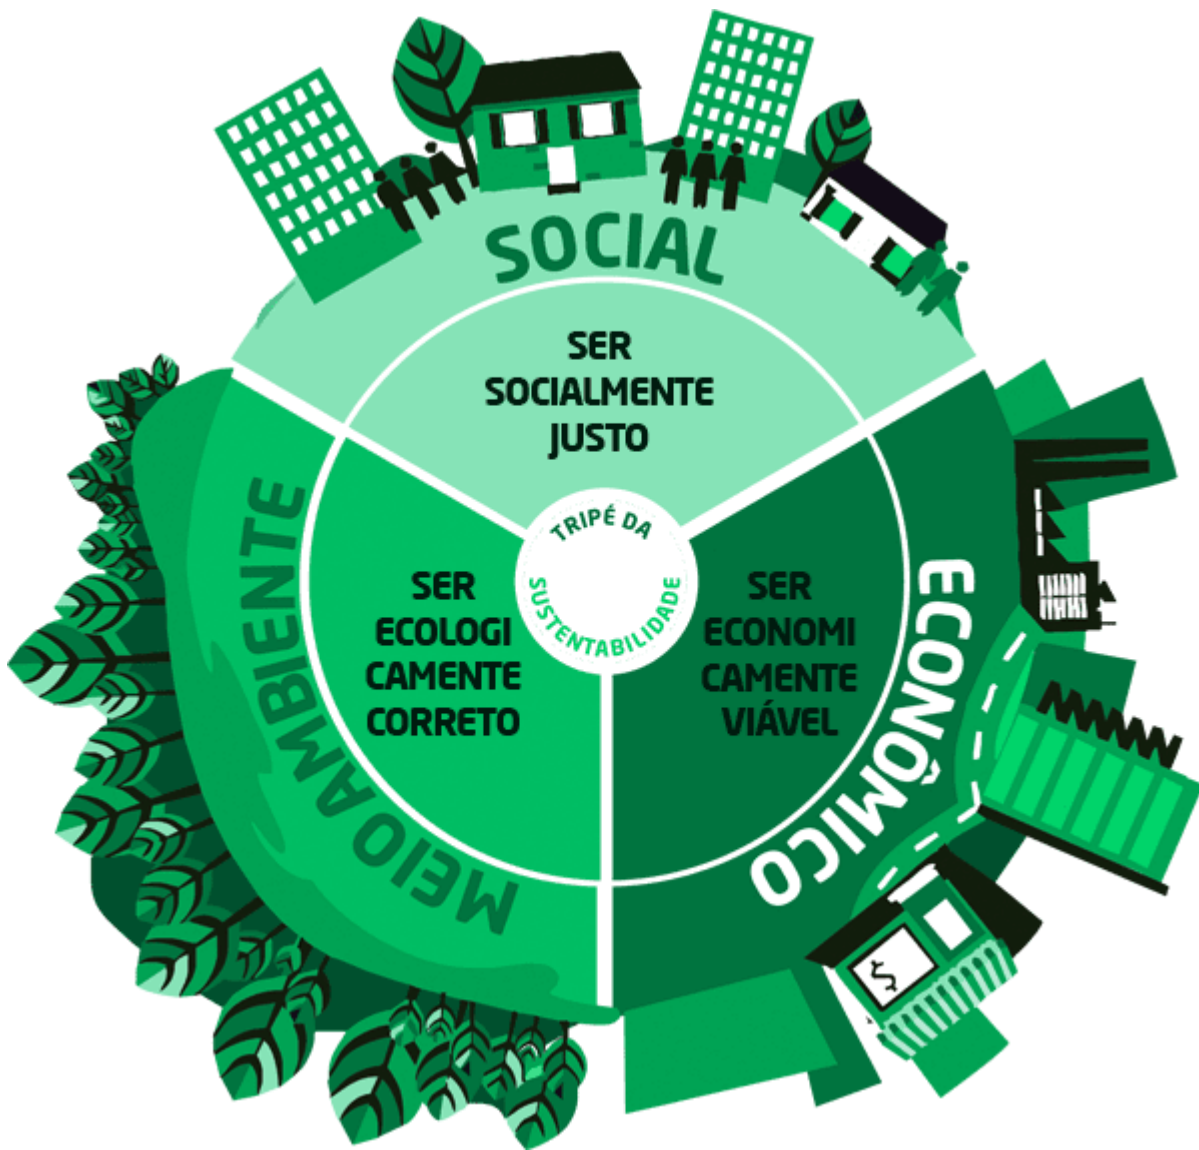 SOCIAL
SER
SOCIALMENTE
JUSTO
TRIPÉ DA
SUSTENTABILIDADE
MEIO AMBIENTE
SER
ECOLOGI
CAMENTE
CORRETO
SER
ECONOMI
CAMENTE
VIÁVEL
ECONÔMICO
$